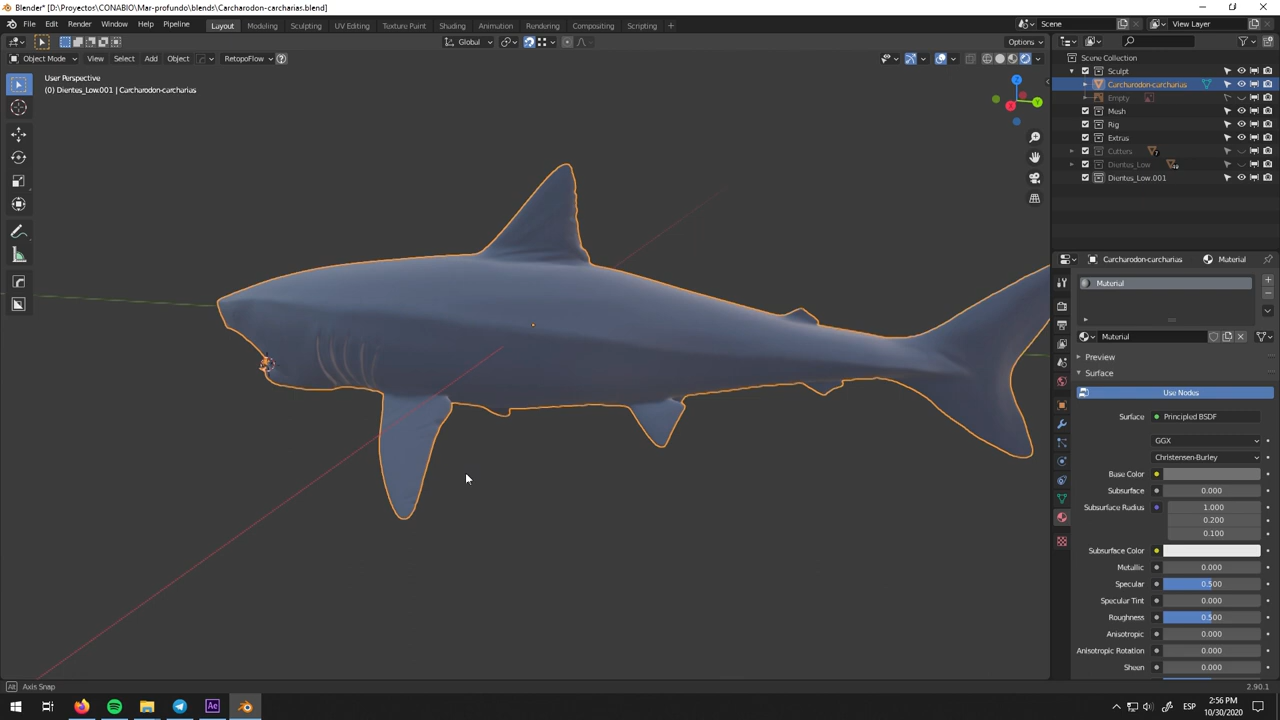 Blender* [D:\Proyectos\CONABIO\Mar-profundo\blends\Carcharodon-carcharias.blend]
File Edit Render Window Help Pipeline Layout Modeling Sculpting UV Editing Texture Paint Shading Animation Rendering Compositing Scripting + Scene View Layer
Global Options
Object Mode View Select Add Object RetopoFlow
User Perspective
(0) Dientes_Low.001 | Carcharodon-carcharias
Scene Collection
Sculpt
Carcharodon-carcharias
Empty
Mesh
Rig
Extrus
Cutters
Dientes_Low
Dientes_Low.001
Carcharodon-carcharias Material
Material
Material
Preview
Surface
Use Nodes
Surface Principled BSDF
GGX
Christensen-Burley
Base Color
Subsurface 0.000
Subsurface Radius 1.000
0.200
0.100
Subsurface Color
Metallic 0.000
Specular 0.500
Specular Tint 0.000
Roughness 0.500
Anisotropic 0.000
Anisotropic Rotation 0.000
Sheen 0.000
Alt Axis Snap 2.90.1
ESP 2:56 PM
10/30/2020